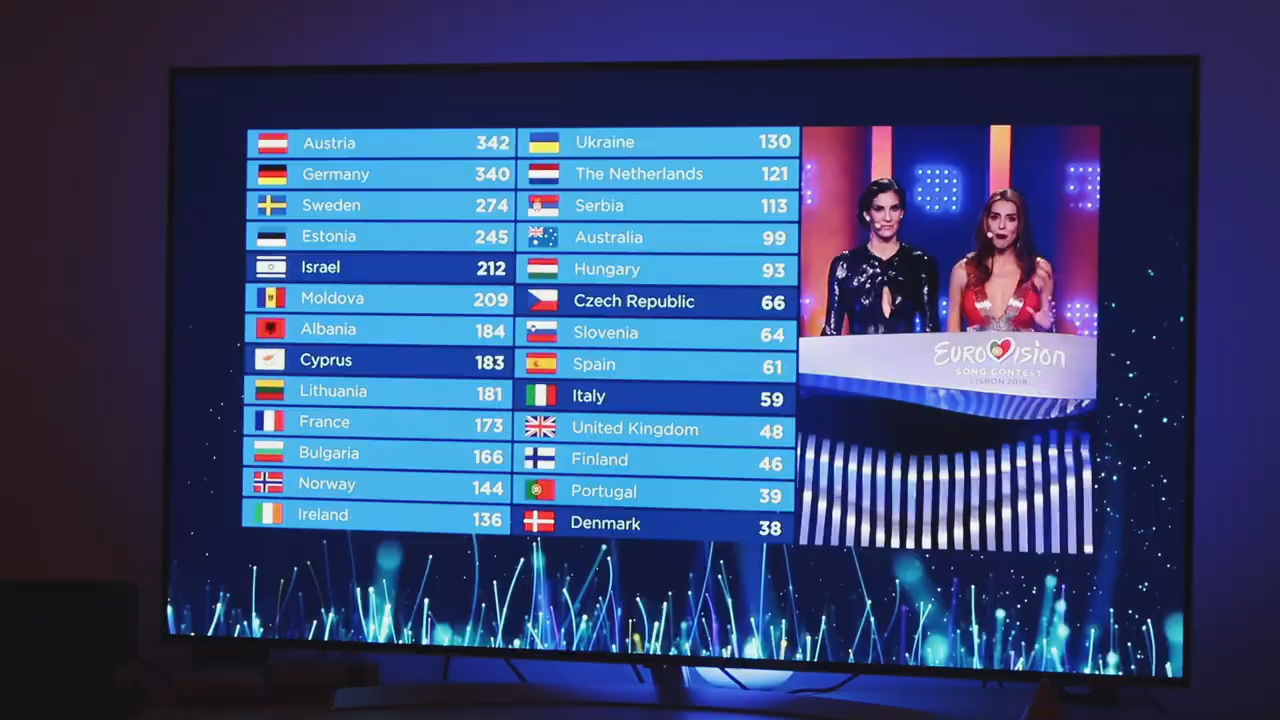 Austria 342
Germany 340
Sweden 274
Estonia 245
Israel 212
Moldova 209
Albania 184
Cyprus 183
Lithuania 181
France 173
Bulgaria 166
Norway 144
Ireland 136
Ukraine 130
The Netherlands 121
Serbia 113
Australia 99
Hungary 93
Czech Republic 66
Slovenia 64
Spain 61
Italy 59
United Kingdom 48
Finland 46
Portugal 39
Denmark 38
EUROVISION
SONG CONTEST
LISBON 2018